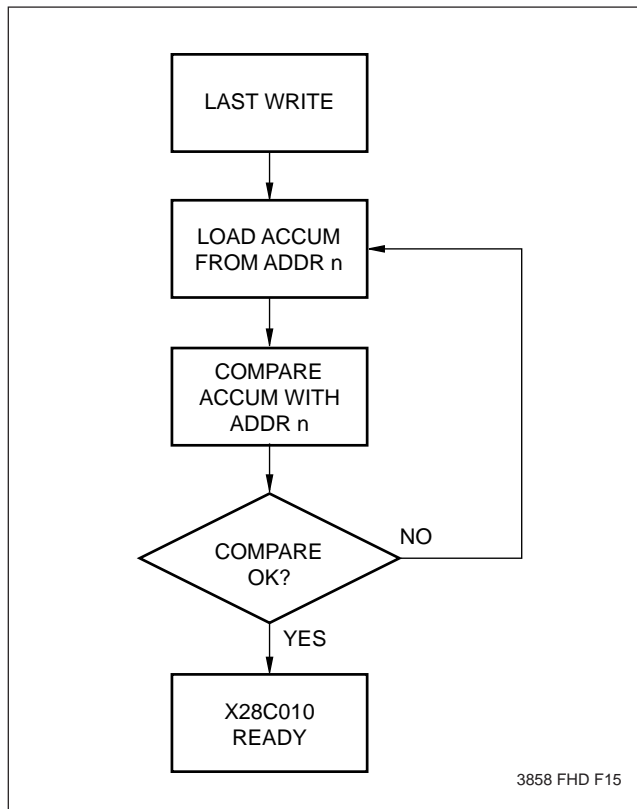 LAST WRITE
LOAD ACCUM
FROM ADDR n
COMPARE
ACCUM WITH
ADDR n
COMPARE
OK?
NO
YES
X28C010
READY
3858 FHD F15